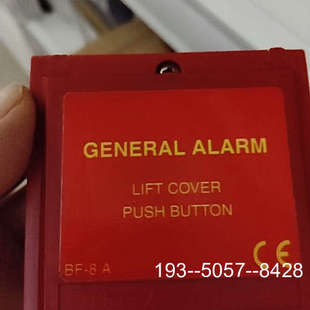 GENERAL ALARM
LIFT COVER
PUSH BUTTON
CE
BF-8 A
193--5057--8428